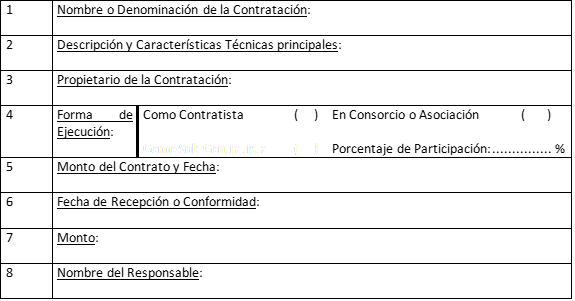 1 Nombre o Denominación de la Contratación:
2 Descripción y Características Técnicas principales:
3 Propietario de la Contratación:
4 Forma de Ejecución: Como Contratista ( ) En Consorcio o Asociación ( )
Porcentaje de Participación:............... %
5 Monto del Contrato y Fecha:
6 Fecha de Recepción o Conformidad:
7 Monto:
8 Nombre del Responsable: